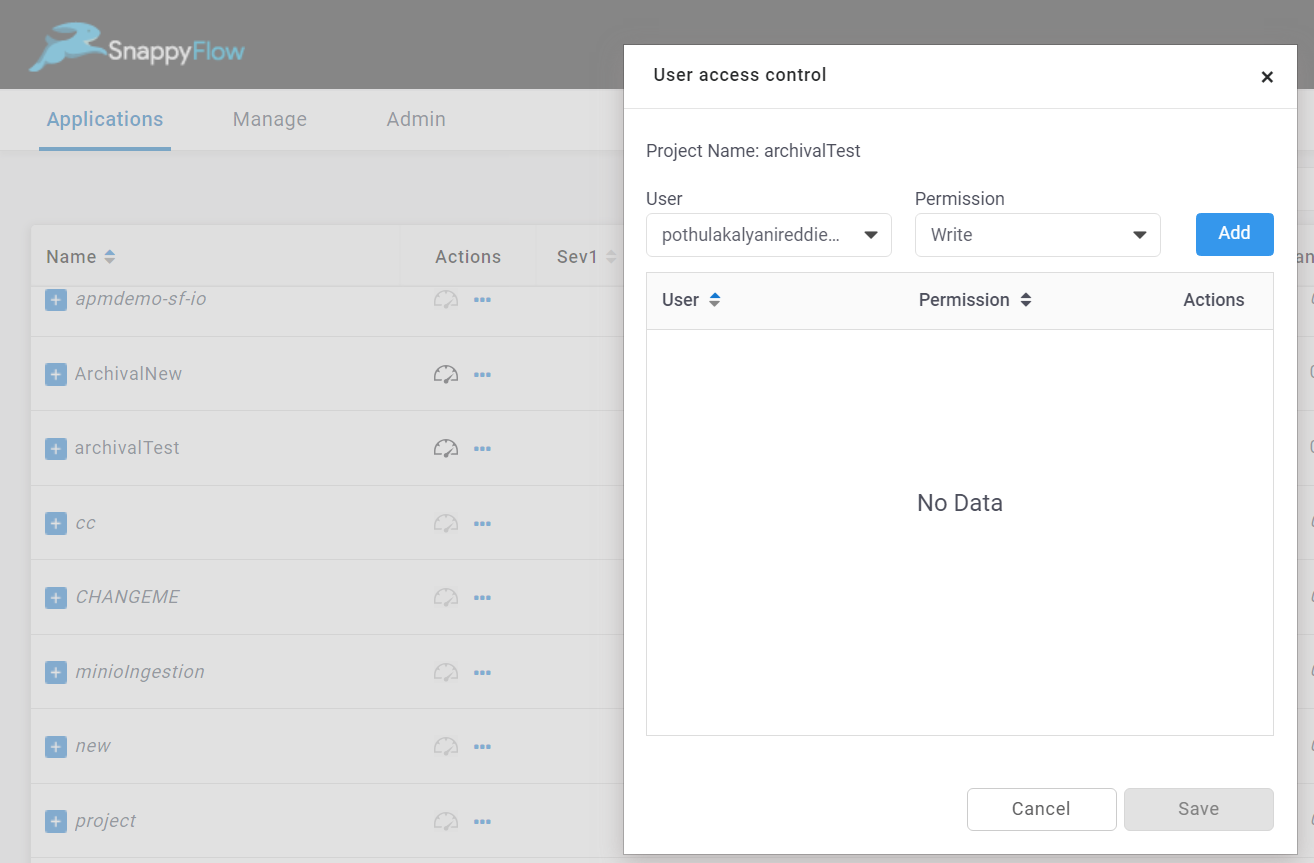 SnappyFlow
Applications Manage Admin
Name Actions Sev1
apmdemo-sf-io
ArchivalNew
archivalTest
cc
CHANGEME
minioIngestion
new
project
User access control
Project Name: archivalTest
User Permission
pothulakalyanireddie... Write Add
User Permission Actions
No Data
Cancel Save